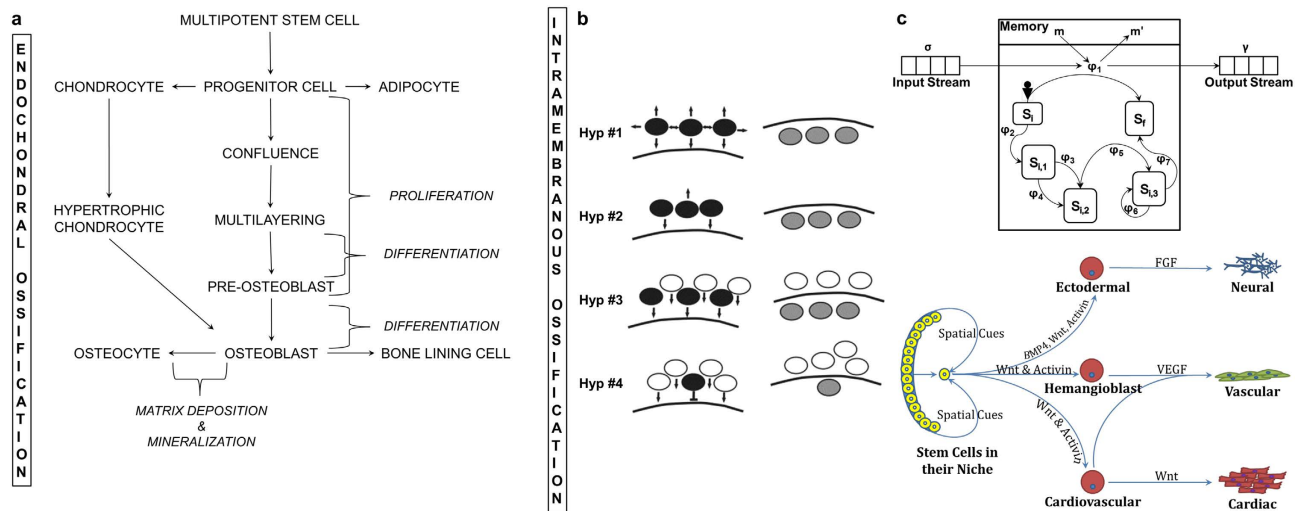 a
ENDOCHONDRAL OSSIFICATION
MULTIPOTENT STEM CELL
CHONDROCYTE
PROGENITOR CELL
ADIPOCYTE
CONFLUENCE
PROLIFERATION
HYPERTROPHIC
CHONDROCYTE
MULTILAYERING
DIFFERENTIATION
PRE-OSTEOBLAST
DIFFERENTIATION
OSTEOCYTE
OSTEOBLAST
BONE LINING CELL
MATRIX DEPOSITION
&
MINERALIZATION
INTRAMEMBRANOUS OSSIFICATION
b
Hyp #1
Hyp #2
Hyp #3
Hyp #4
c
Memory
m
m'
σ
Input Stream
φ1
γ
Output Stream
Si
Sf
φ2
Si,1
φ3
φ4
Si,2
φ5
φ7
Si,3
φ6
Ectodermal
FGF
Neural
Spatial Cues
BMP4, Wnt, Activin
Wnt & Activin
Hemangioblast
VEGF
Vascular
Spatial Cues
Wnt & Activin
Stem Cells in
their Niche
Cardiovascular
Wnt
Cardiac